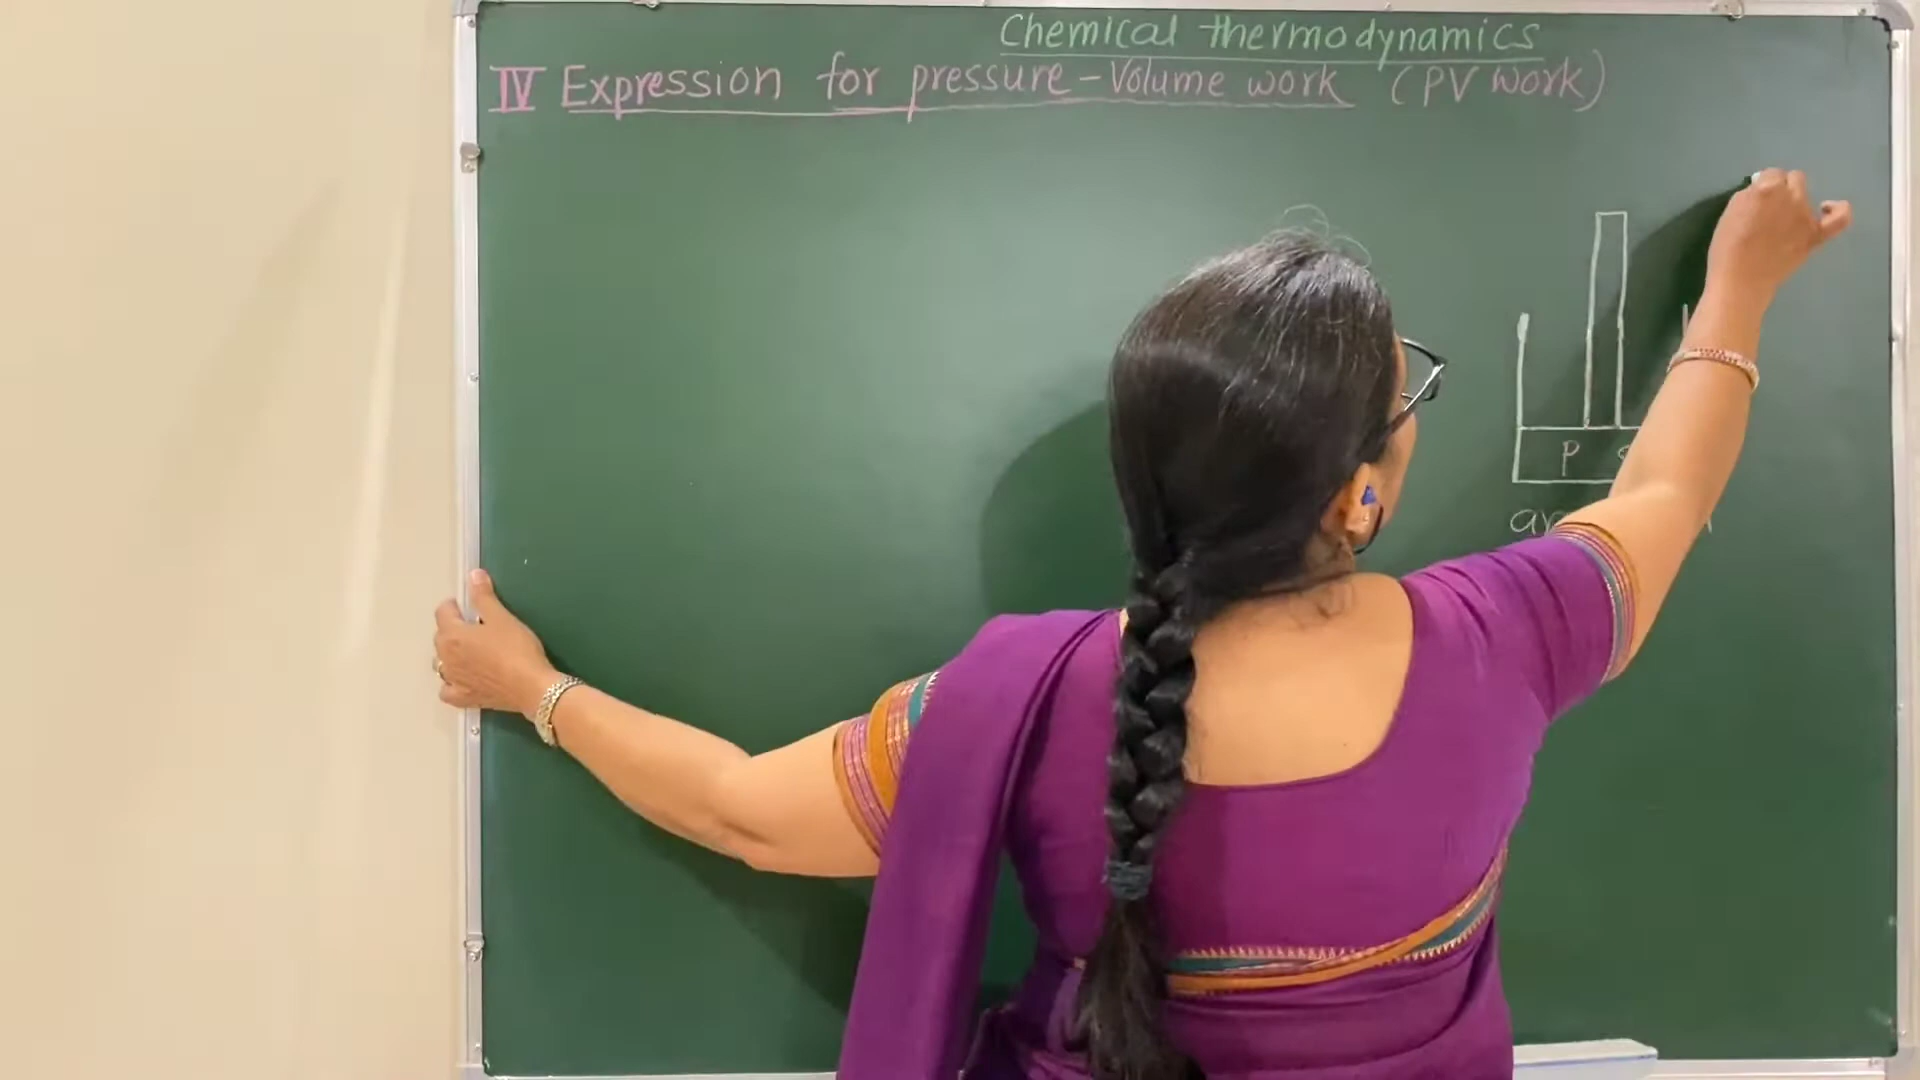 Chemical thermodynamics
IV Expression for pressure-Volume work (PV work)
P